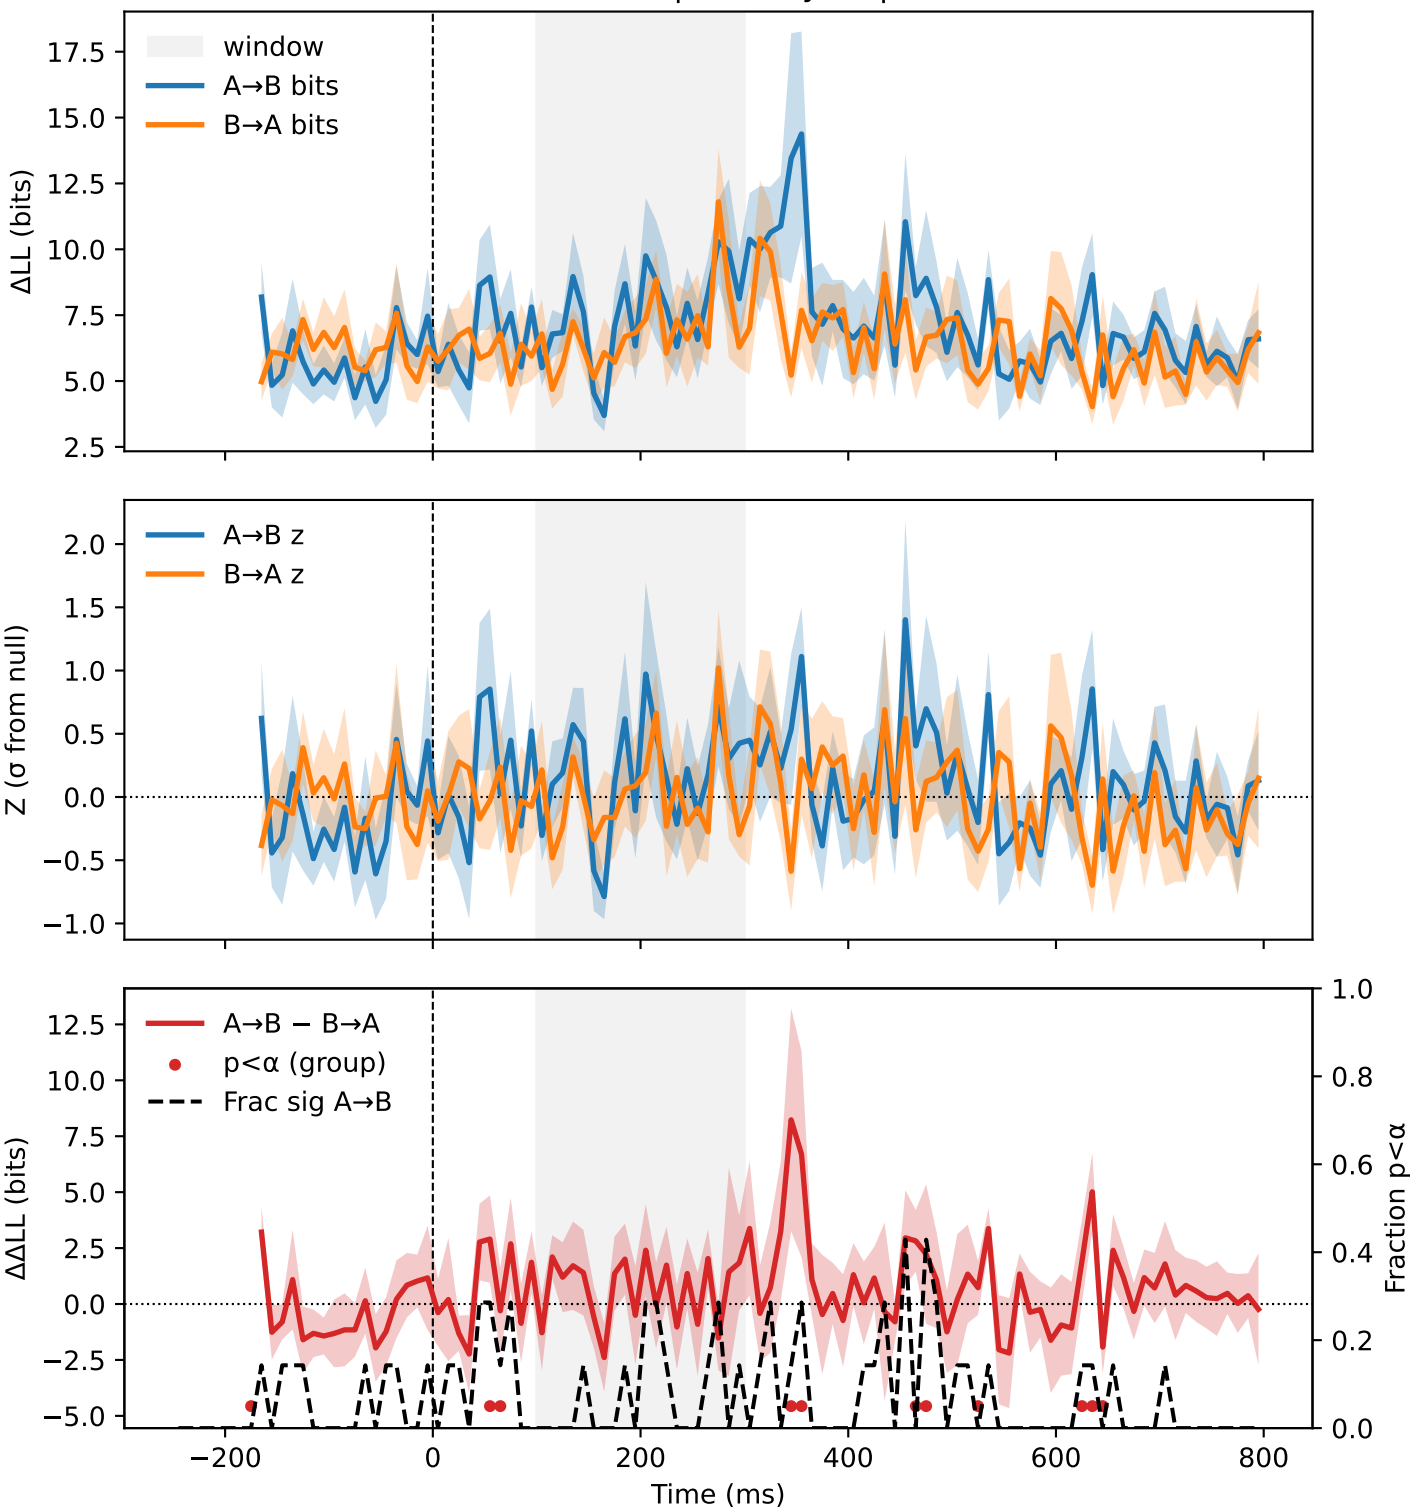 17.5
15.0
12.5
10.0
7.5
5.0
2.5
ΔLL (bits)
window
A→B bits
B→A bits
2.0
1.5
1.0
0.5
0.0
−0.5
−1.0
Z (σ from null)
A→B z
B→A z
12.5
10.0
7.5
5.0
2.5
0.0
−2.5
−5.0
ΔΔLL (bits)
A→B − B→A
p<α (group)
Frac sig A→B
1.0
0.8
0.6
0.4
0.2
0.0
Fraction p<α
−200
0
200
400
600
800
Time (ms)